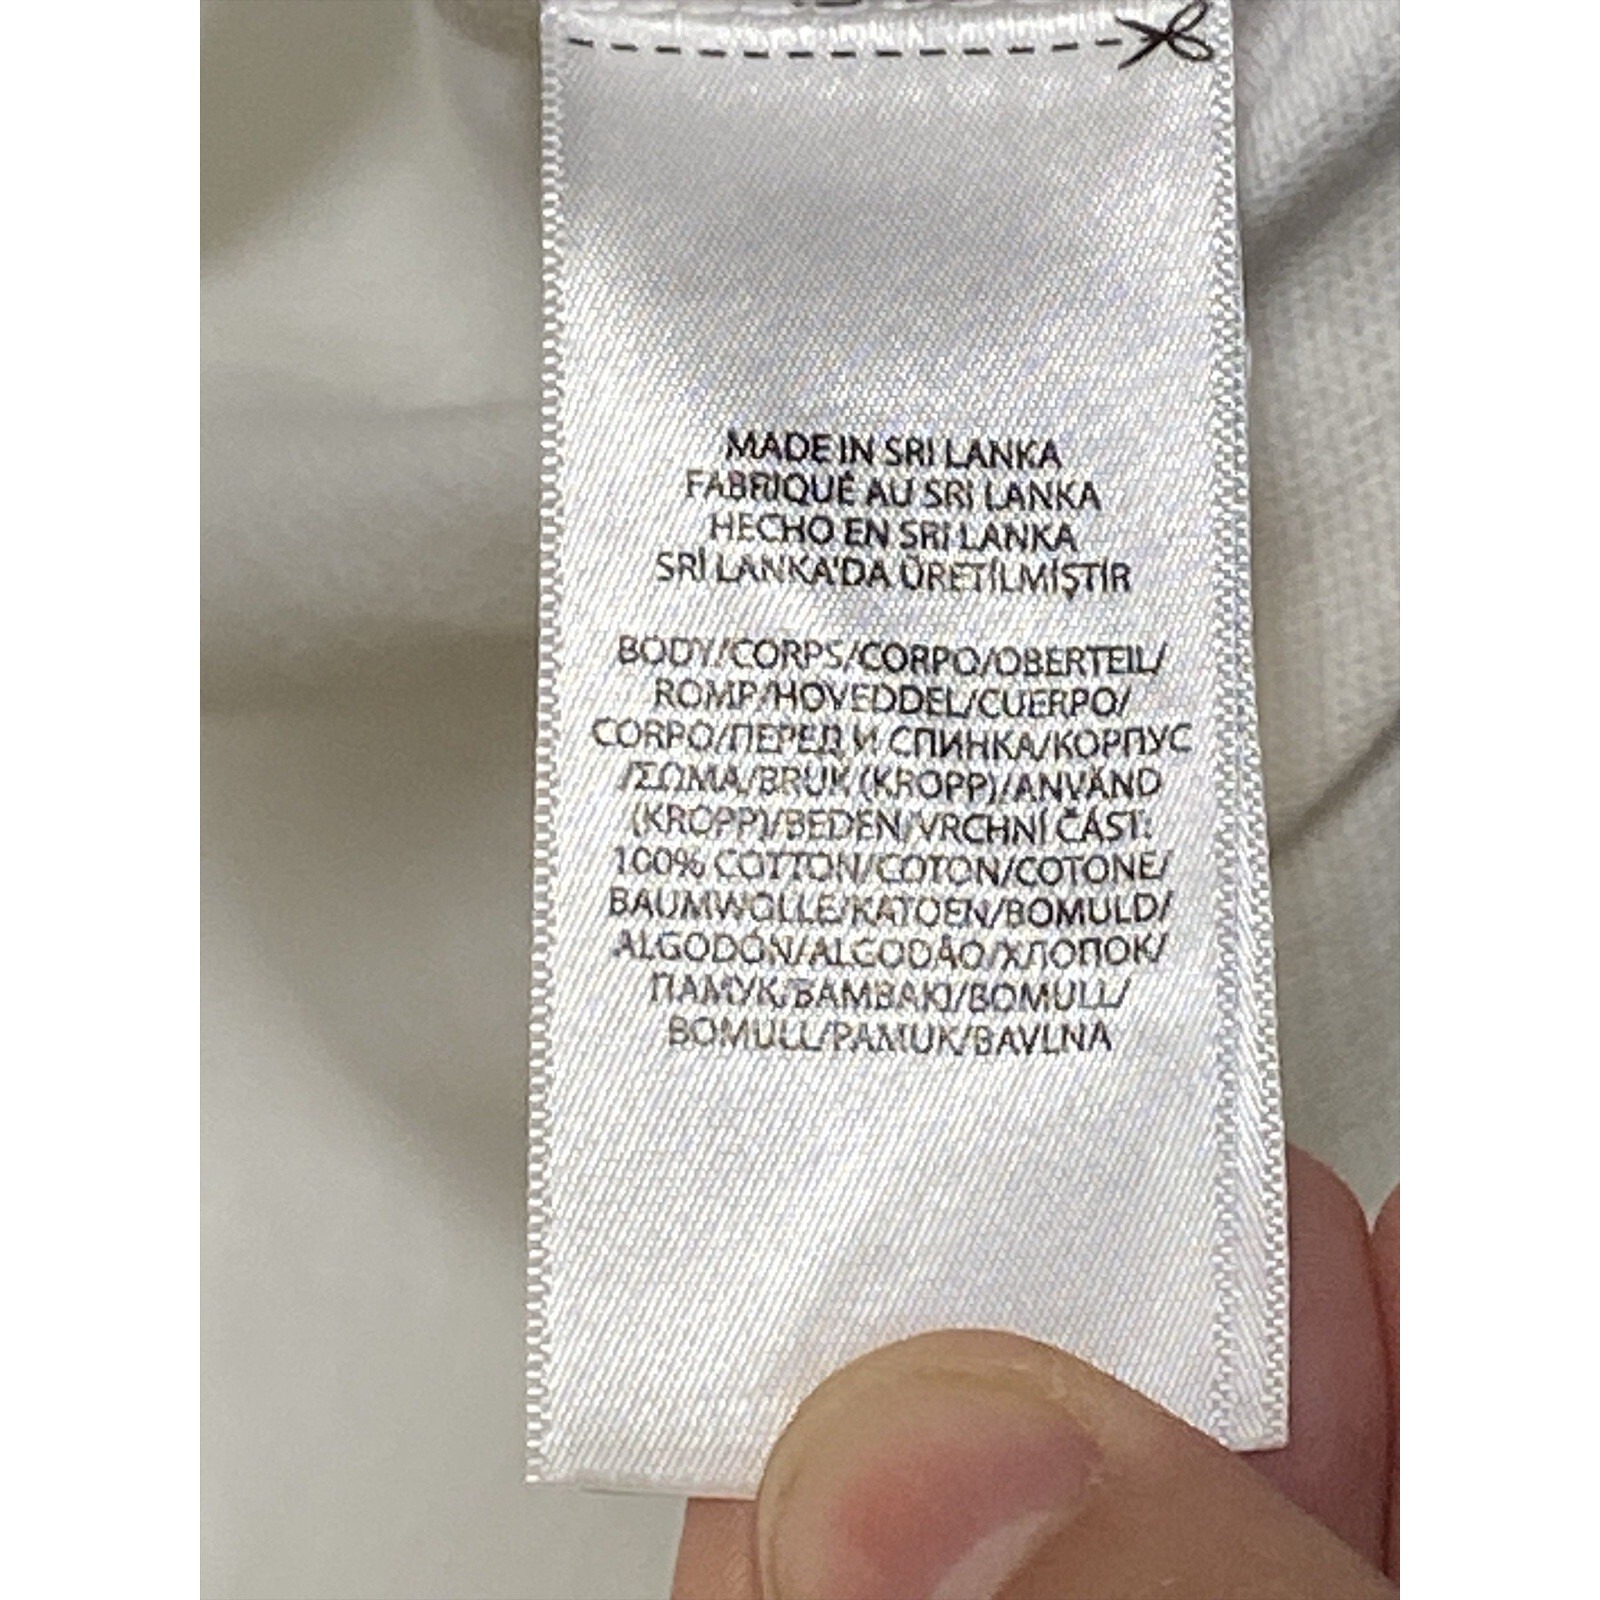 MADE IN SRI LANKA
FABRIQUÉ AU SRI LANKA
HECHO EN SRI LANKA
SRİ LANKA'DA ÜRETİLMİŞTİR
BODY/CORPS/CORPO/OBERTEIL/
ROMP/HOVEDDEL/CUERPO/
CORPO/ПЕРЕД И СПИНКА/КОРПУС
/ΣΩΜΑ/BRUK (KROPP)/ANVÄND
(KROPP)/BEDEN/VRCHNÍ ČÁST:
100% COTTON/COTON/COTONE/
BAUMWOLLE/KATOEN/BOMULD/
ALGODÓN/ALGODÃO/ХЛОПОК/
ПАМУК/ΒΑΜΒΑΚΙ/BOMULL/
BOMULL/PAMUK/BAVLNA